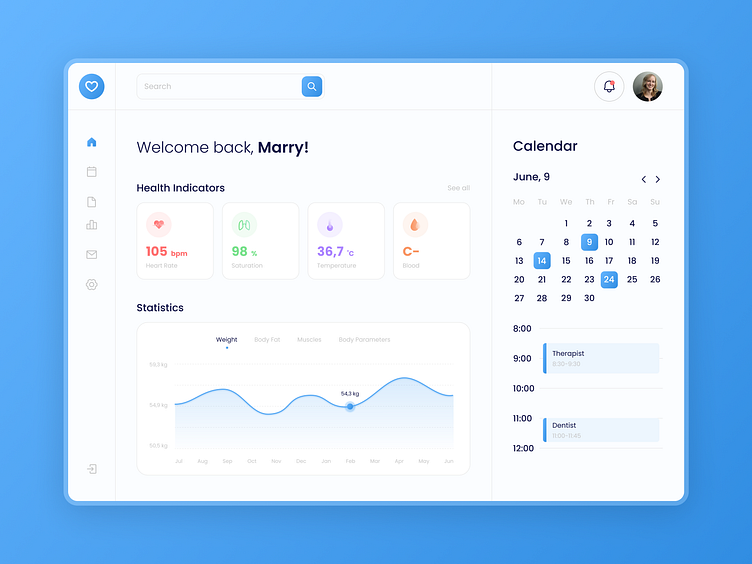 Search
Welcome back, Marry!
Health Indicators
See all
105 bpm
Heart Rate
98 %
Saturation
36,7 °C
Temperature
C-
Blood
Statistics
Weight Body Fat Muscles Body Parameters
54,9 kg
50,5 kg
54,3 kg
Jul Aug Sep Oct Nov Dec Jan Feb Mar Apr May Jun
Calendar
June, 9
Mo Tu We Th Fr Sa Su
1 2 3 4 5
6 7 8 9 10 11 12
13 14 15 16 17 18 19
20 21 22 23 24 25 26
27 28 29 30
8:00
9:00
Therapist
8:30-9:30
10:00
11:00
Dentist
11:00-11:45
12:00